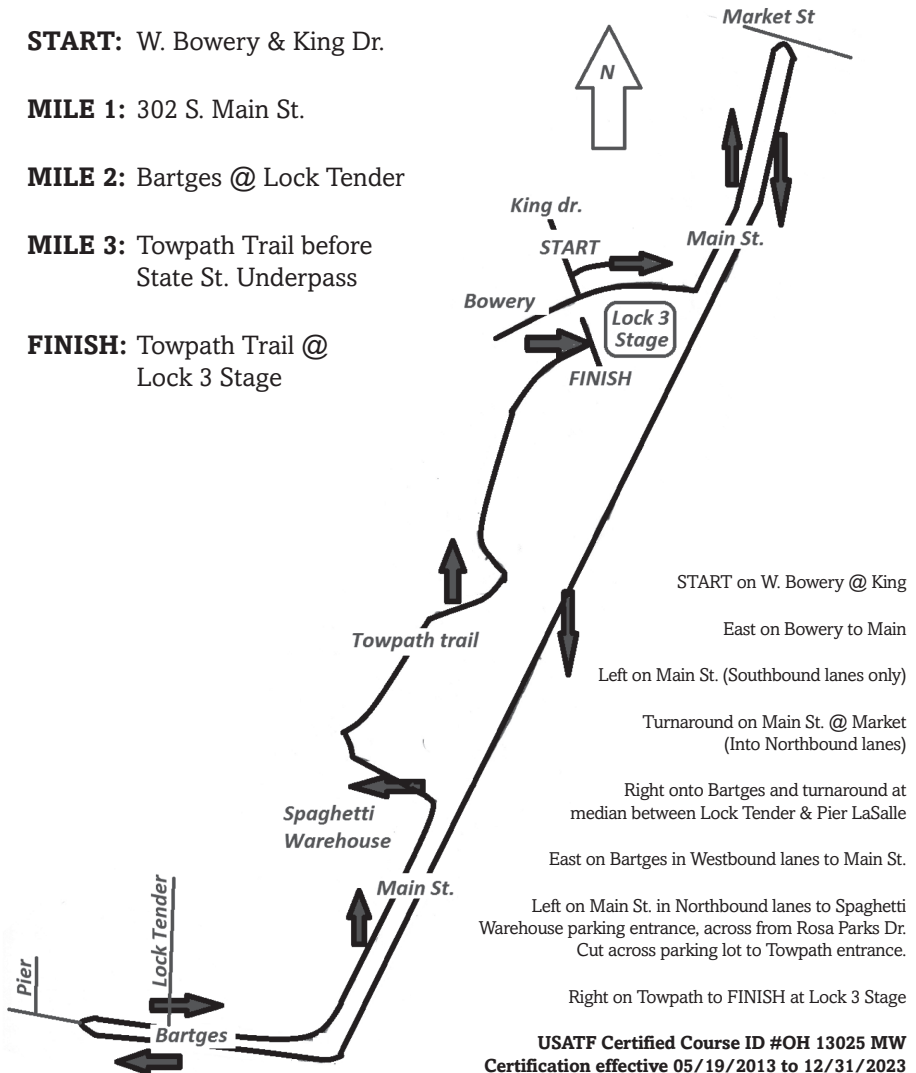 START: W. Bowery & King Dr.
MILE 1: 302 S. Main St.
MILE 2: Bartges @ Lock Tender
MILE 3: Towpath Trail before
State St. Underpass
FINISH: Towpath Trail @
Lock 3 Stage
Market St
N
King dr.
START
Main St.
Bowery
Lock 3
Stage
FINISH
Towpath trail
Spaghetti
Warehouse
Main St.
Lock Tender
Pier
Bartges
START on W. Bowery @ King
East on Bowery to Main
Left on Main St. (Southbound lanes only)
Turnaround on Main St. @ Market
(Into Northbound lanes)
Right onto Bartges and turnaround at
median between Lock Tender & Pier LaSalle
East on Bartges in Westbound lanes to Main St.
Left on Main St. in Northbound lanes to Spaghetti
Warehouse parking entrance, across from Rosa Parks Dr.
Cut across parking lot to Towpath entrance.
Right on Towpath to FINISH at Lock 3 Stage
USATF Certified Course ID #OH 13025 MW
Certification effective 05/19/2013 to 12/31/2023